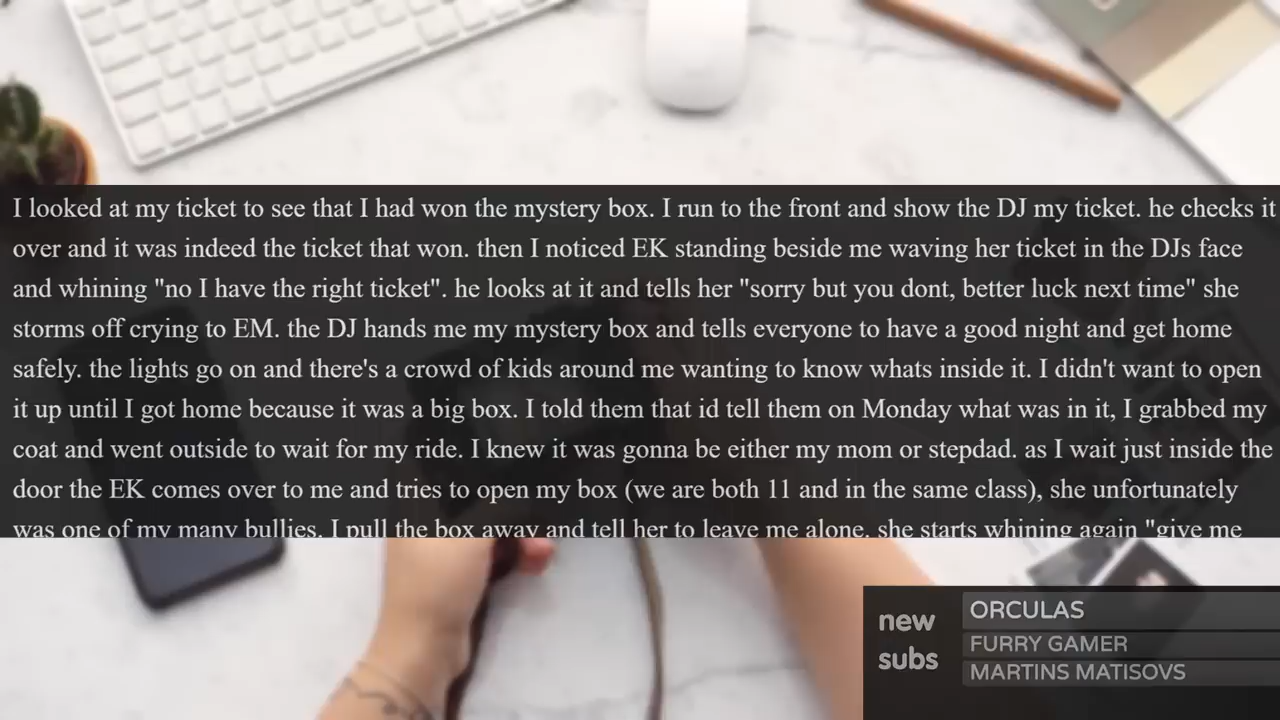 I looked at my ticket to see that I had won the mystery box. I run to the front and show the DJ my ticket. he checks it
over and it was indeed the ticket that won. then I noticed EK standing beside me waving her ticket in the DJs face
and whining "no I have the right ticket". he looks at it and tells her "sorry but you dont, better luck next time" she
storms off crying to EM. the DJ hands me my mystery box and tells everyone to have a good night and get home
safely. the lights go on and there's a crowd of kids around me wanting to know whats inside it. I didn't want to open
it up until I got home because it was a big box. I told them that id tell them on Monday what was in it, I grabbed my
coat and went outside to wait for my ride. I knew it was gonna be either my mom or stepdad. as I wait just inside the
door the EK comes over to me and tries to open my box (we are both 11 and in the same class), she unfortunately
was one of my many bullies. I pull the box away and tell her to leave me alone. she starts whining again "give me
new
subs
ORCULAS
FURRY GAMER
MARTINS MATISOVS